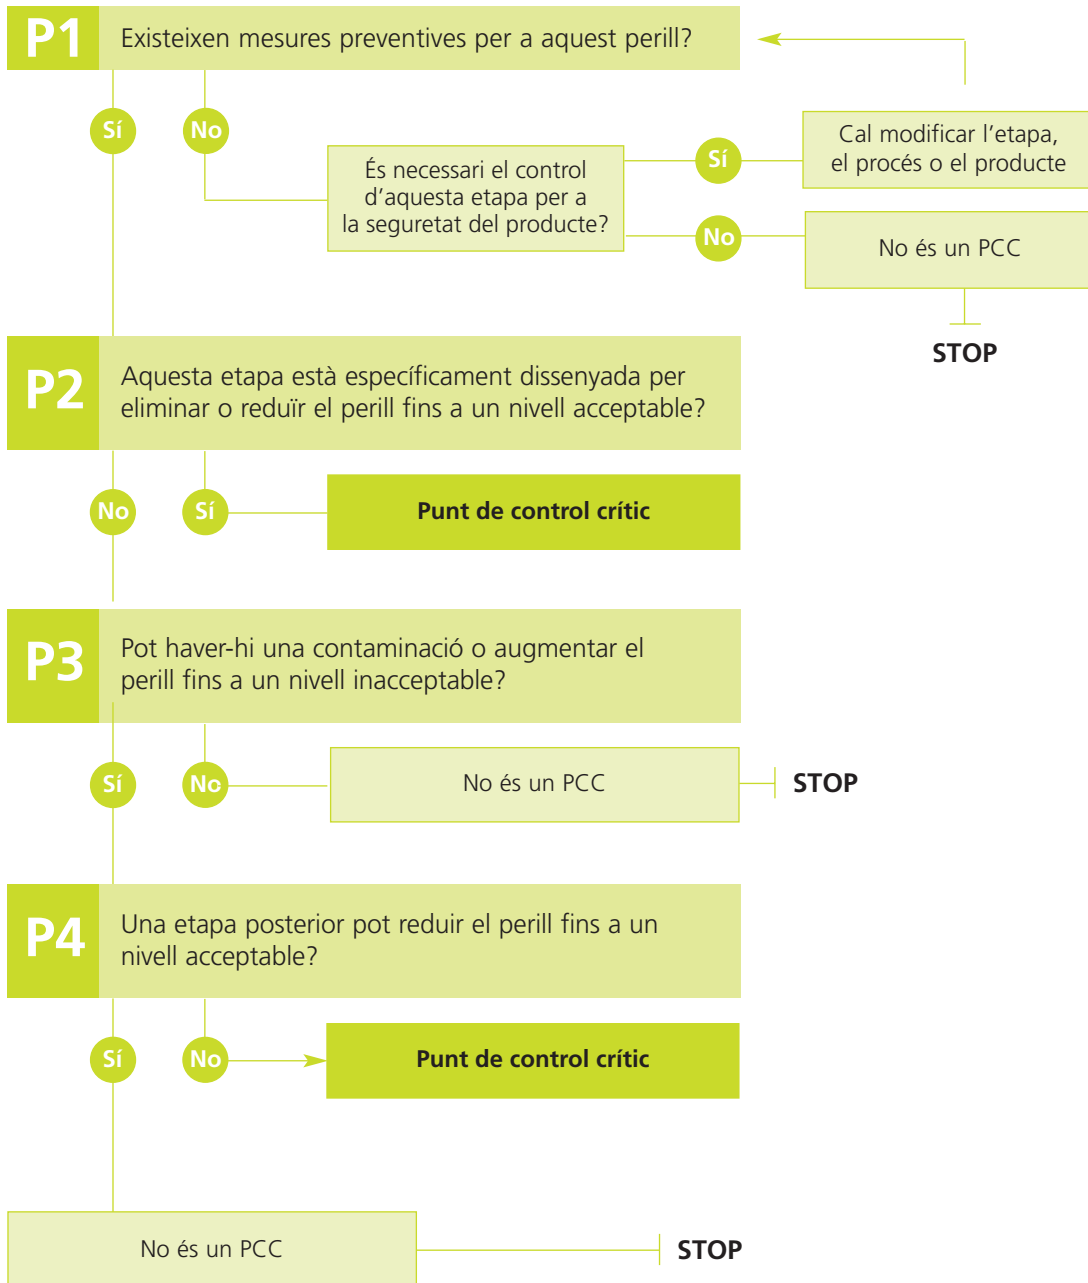 P1
Existeixen mesures preventives per a aquest perill?
Sí
No
És necessari el control
d'aquesta etapa per a
la seguretat del producte?
Sí
Cal modificar l'etapa,
el procés o el producte
No
No és un PCC
STOP
P2
Aquesta etapa està específicament dissenyada per
eliminar o reduïr el perill fins a un nivell acceptable?
No
Sí
Punt de control crític
P3
Pot haver-hi una contaminació o augmentar el
perill fins a un nivell inacceptable?
Sí
No
No és un PCC
STOP
P4
Una etapa posterior pot reduir el perill fins a un
nivell acceptable?
Sí
No
Punt de control crític
No és un PCC
STOP